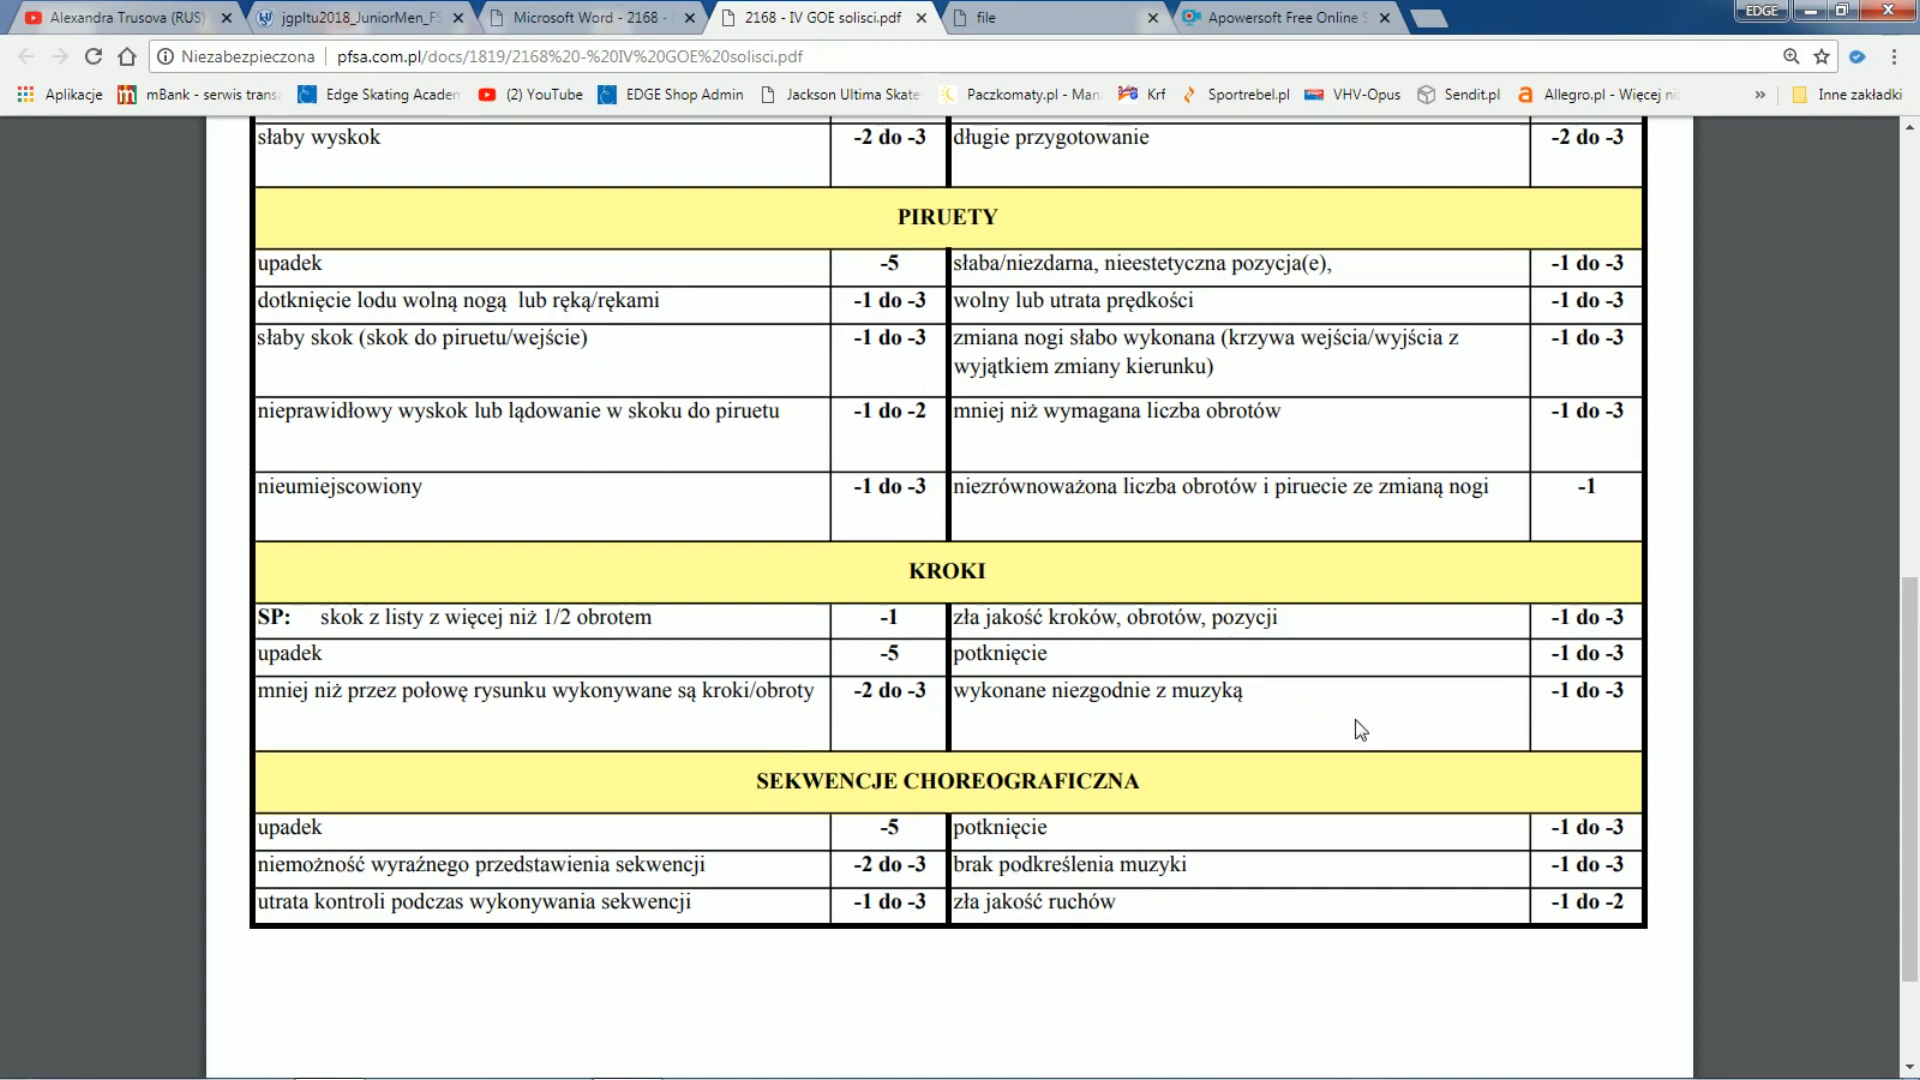 Alexandra Trusova (RUS)
jgpltu2018_JuniorMen_FS
Microsoft Word - 2168 -
2168 - IV GOE solisci.pdf
file
Apowersoft Free Online S
EDGE
Niezabezpieczona
pfsa.com.pl/docs/1819/2168%20-%20IV%20GOE%20solisci.pdf
Aplikacje
mBank - serwis trans
Edge Skating Academ
(2) YouTube
EDGE Shop Admin
Jackson Ultima Skate
Paczkomaty.pl - Man
Krf
Sportrebel.pl
VHV-Opus
Sendit.pl
Allegro.pl - Więcej ni
»
Inne zakładki
słaby wyskok -2 do -3 długie przygotowanie -2 do -3
PIRUETY
upadek -5 słaba/niezdarna, nieestetyczna pozycja(e), -1 do -3
dotknięcie lodu wolną nogą lub ręką/rękami -1 do -3 wolny lub utrata prędkości -1 do -3
słaby skok (skok do piruetu/wejście) -1 do -3 zmiana nogi słabo wykonana (krzywa wejścia/wyjścia z -1 do -3
wyjątkiem zmiany kierunku)
nieprawidłowy wyskok lub lądowanie w skoku do piruetu -1 do -2 mniej niż wymagana liczba obrotów -1 do -3
nieumiejscowiony -1 do -3 niezrównoważona liczba obrotów i piruecie ze zmianą nogi -1
KROKI
SP: skok z listy z więcej niż 1/2 obrotem -1 zła jakość kroków, obrotów, pozycji -1 do -3
upadek -5 potknięcie -1 do -3
mniej niż przez połowę rysunku wykonywane są kroki/obroty -2 do -3 wykonane niezgodnie z muzyką -1 do -3
SEKWENCJE CHOREOGRAFICZNA
upadek -5 potknięcie -1 do -3
niemożność wyraźnego przedstawienia sekwencji -2 do -3 brak podkreślenia muzyki -1 do -3
utrata kontroli podczas wykonywania sekwencji -1 do -3 zła jakość ruchów -1 do -2